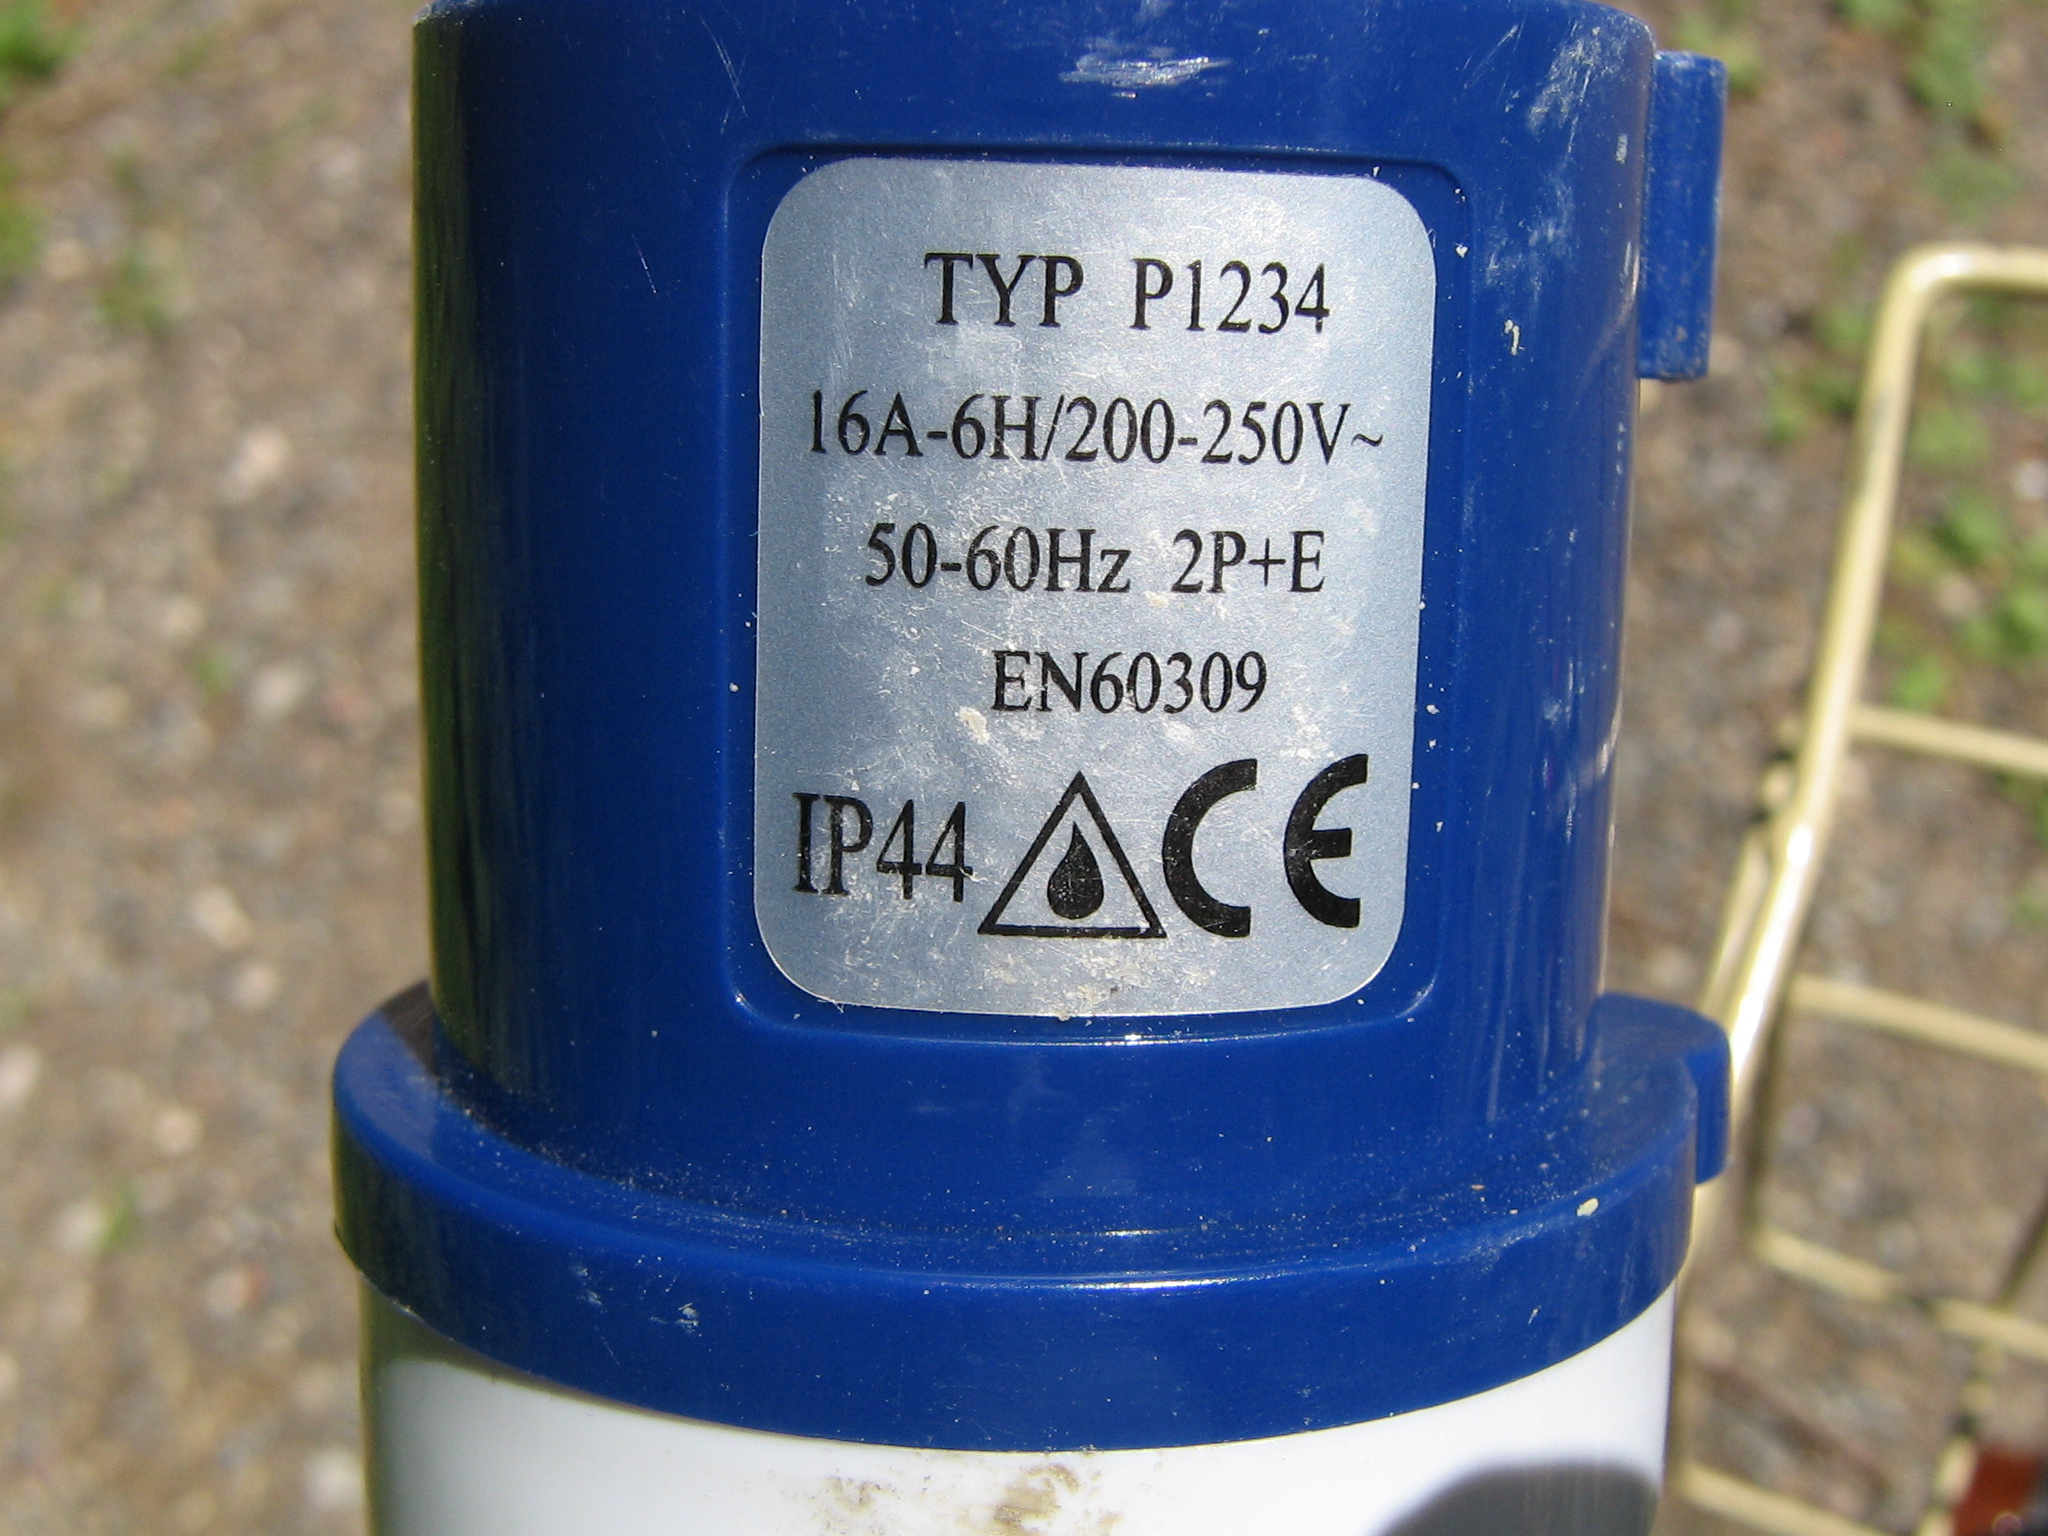 TYP P1234
16A-6H/200-250V~
50-60Hz 2P+E
EN60309
IP44 CE